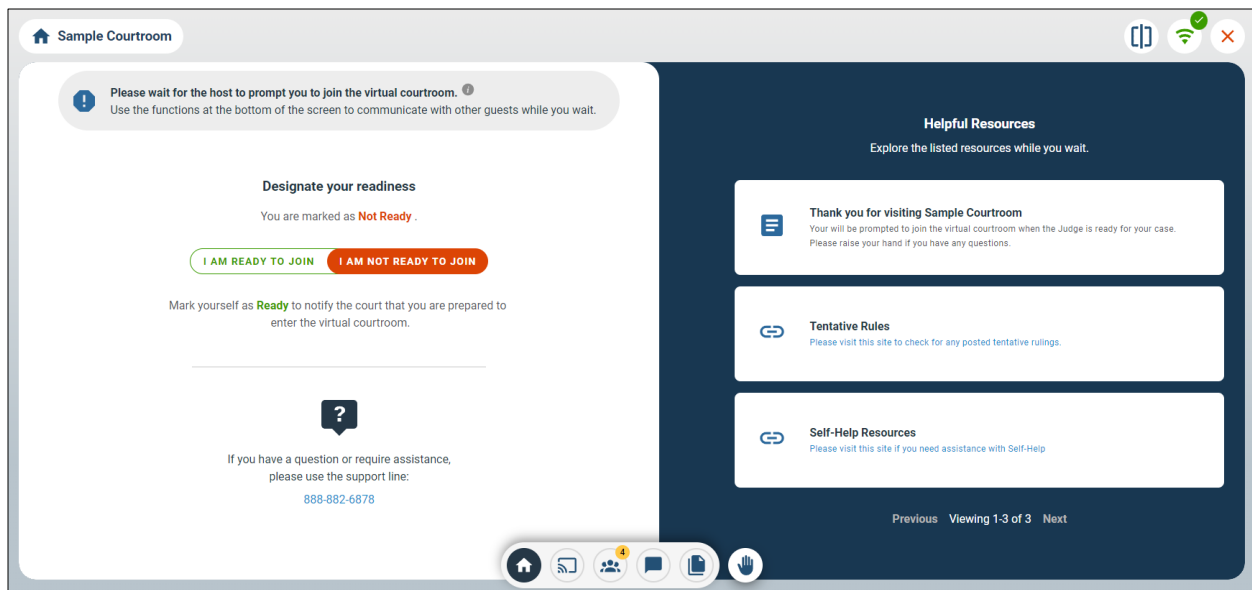 Sample Courtroom
Please wait for the host to prompt you to join the virtual courtroom.
Use the functions at the bottom of the screen to communicate with other guests while you wait.
Designate your readiness
You are marked as Not Ready .
I AM READY TO JOIN
I AM NOT READY TO JOIN
Mark yourself as Ready to notify the court that you are prepared to
enter the virtual courtroom.
?
If you have a question or require assistance,
please use the support line:
888-882-6878
Helpful Resources
Explore the listed resources while you wait.
Thank you for visiting Sample Courtroom
Your will be prompted to join the virtual courtroom when the Judge is ready for your case.
Please raise your hand if you have any questions.
Tentative Rules
Please visit this site to check for any posted tentative rulings.
Self-Help Resources
Please visit this site if you need assistance with Self-Help
Previous Viewing 1-3 of 3 Next
4